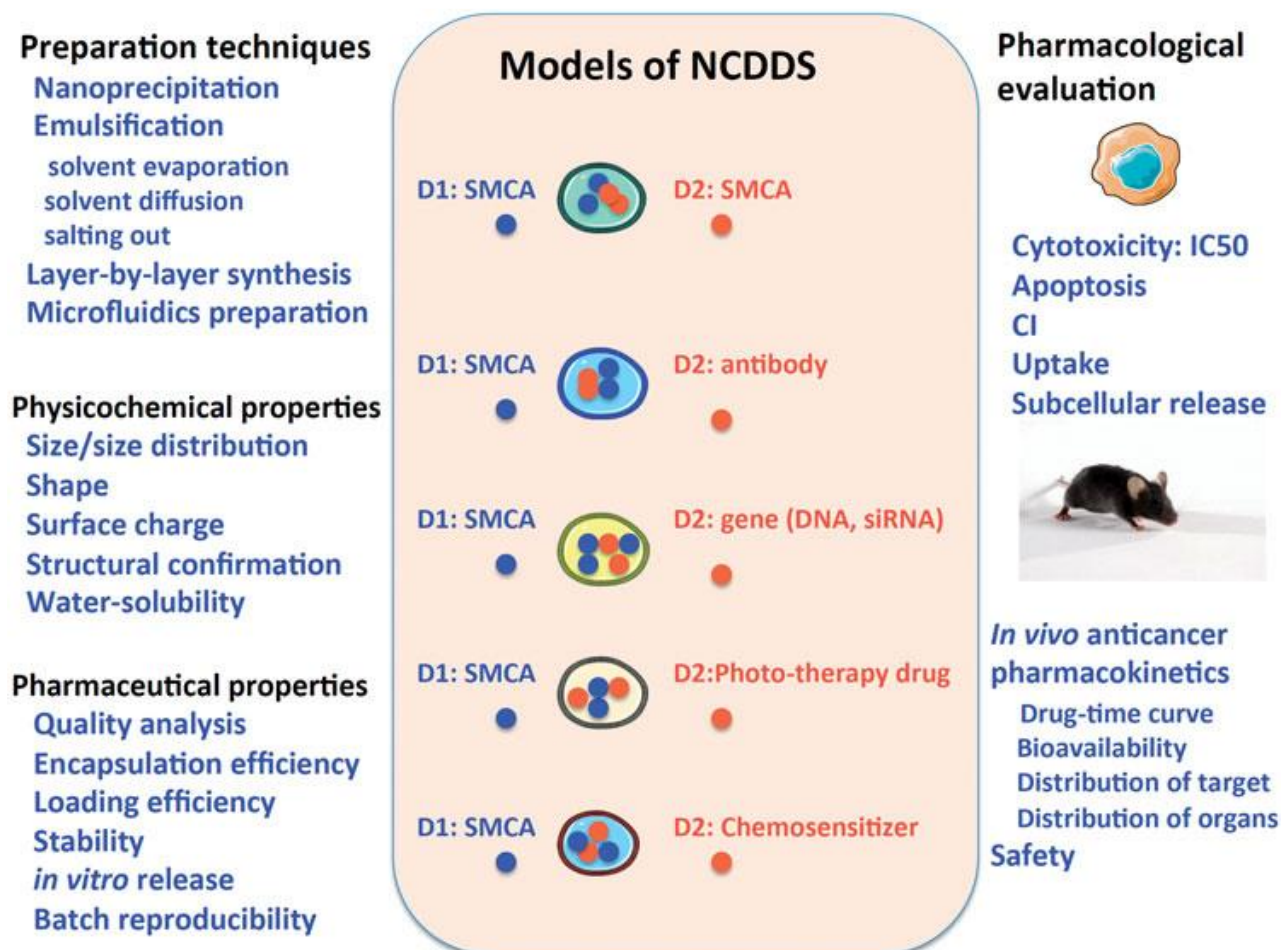 Preparation techniques
Nanoprecipitation
Emulsification
solvent evaporation
solvent diffusion
salting out
Layer-by-layer synthesis
Microfluidics preparation
Physicochemical properties
Size/size distribution
Shape
Surface charge
Structural confirmation
Water-solubility
Pharmaceutical properties
Quality analysis
Encapsulation efficiency
Loading efficiency
Stability
in vitro release
Batch reproducibility
Models of NCDDS
D1: SMCA D2: SMCA
D1: SMCA D2: antibody
D1: SMCA D2: gene (DNA, siRNA)
D1: SMCA D2:Photo-therapy drug
D1: SMCA D2: Chemosensitizer
Pharmacological
evaluation
Cytotoxicity: IC50
Apoptosis
CI
Uptake
Subcellular release
In vivo anticancer
pharmacokinetics
Drug-time curve
Bioavailability
Distribution of target
Distribution of organs
Safety